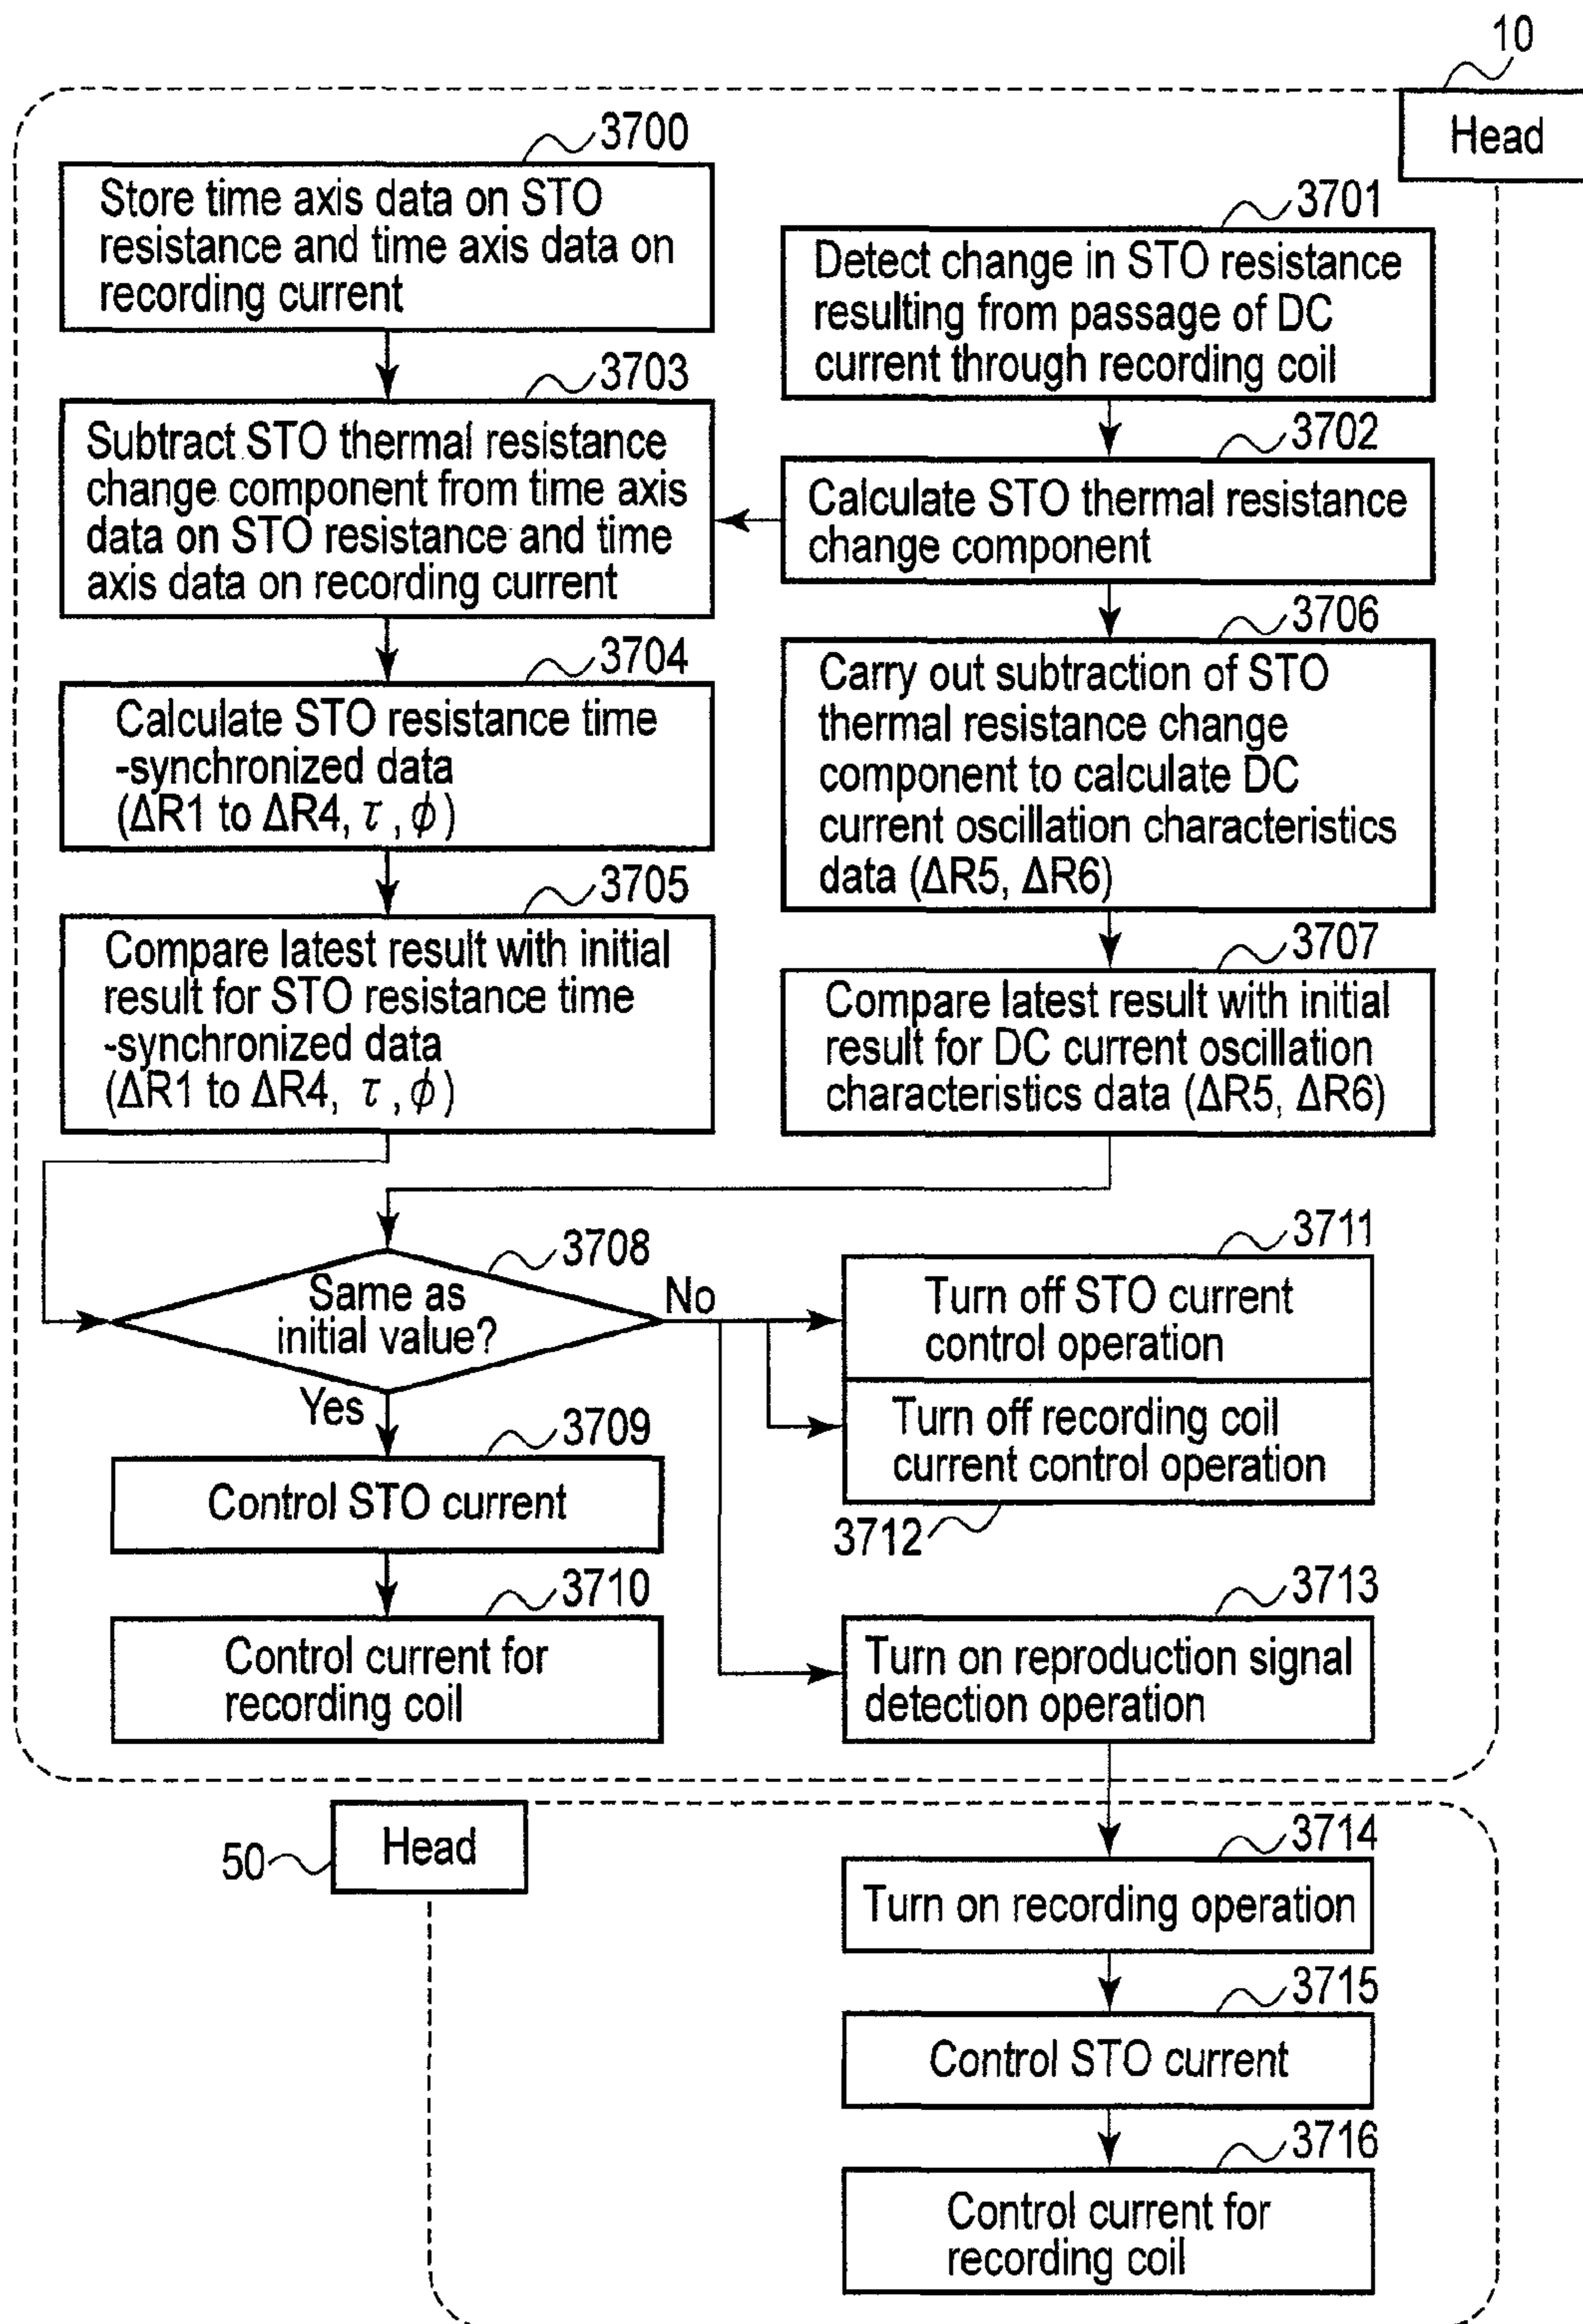 10
Head
3700
Store time axis data on STO
resistance and time axis data on
recording current
3701
Detect change in STO resistance
resulting from passage of DC
current through recording coil
3703
Subtract STO thermal resistance
change component from time axis
data on STO resistance and time
axis data on recording current
3702
Calculate STO thermal resistance
change component
3704
Calculate STO resistance time
-synchronized data
(ΔR1 to ΔR4, τ, φ)
3706
Carry out subtraction of STO
thermal resistance change
component to calculate DC
current oscillation characteristics
data (ΔR5, ΔR6)
3705
Compare latest result with initial
result for STO resistance time
-synchronized data
(ΔR1 to ΔR4, τ, φ)
3707
Compare latest result with initial
result for DC current oscillation
characteristics data (ΔR5, ΔR6)
3708
Same as
initial value?
No
Yes
3711
Turn off STO current
control operation
Turn off recording coil
current control operation
3712
3709
Control STO current
3710
Control current for
recording coil
3713
Turn on reproduction signal
detection operation
50
Head
3714
Turn on recording operation
3715
Control STO current
3716
Control current for
recording coil